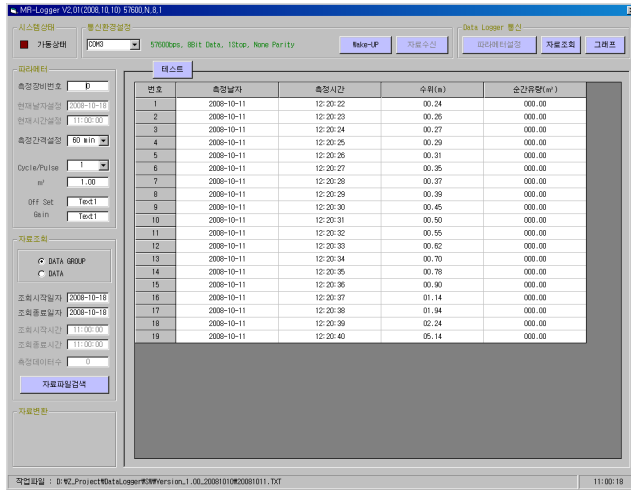 MR-Logger V2.01(2008,10,10) 57600,N,8,1
시스템상태 통신환경설정 Data Logger 통신
가동상태 COM3 57600bps, 8Bit Data, 1Stop, None Parity Wake-UP 자료수신 파라메터설정 자료조회 그래프
파라메터
테스트
측정장비번호 0
현재날자설정 2008-10-18
현재시간설정 11:00:00
측정간격설정 60 min
Cycle/Pulse 1
m³ 1.00
Off Set Text1
Gain Text1
자료조회
DATA GROUP
DATA
조회시작일자 2008-10-18
조회종료일자 2008-10-18
조회시작시간 11:00:00
조회종료시간 11:00:00
측정데이터수 0
자료파일검색
자료변환
번호 측정날자 측정시간 수위(m) 순간유량(m³)
1 2008-10-11 12:20:22 00.24 000.00
2 2008-10-11 12:20:23 00.26 000.00
3 2008-10-11 12:20:24 00.27 000.00
4 2008-10-11 12:20:25 00.29 000.00
5 2008-10-11 12:20:26 00.31 000.00
6 2008-10-11 12:20:27 00.35 000.00
7 2008-10-11 12:20:28 00.37 000.00
8 2008-10-11 12:20:29 00.39 000.00
9 2008-10-11 12:20:30 00.45 000.00
10 2008-10-11 12:20:31 00.50 000.00
11 2008-10-11 12:20:32 00.55 000.00
12 2008-10-11 12:20:33 00.62 000.00
13 2008-10-11 12:20:34 00.70 000.00
14 2008-10-11 12:20:35 00.78 000.00
15 2008-10-11 12:20:36 00.90 000.00
16 2008-10-11 12:20:37 01.14 000.00
17 2008-10-11 12:20:38 01.94 000.00
18 2008-10-11 12:20:39 02.24 000.00
19 2008-10-11 12:20:40 05.14 000.00
작업파일 : D:₩Z_Project₩DataLogger₩SW₩Version_1.00_20081010₩20081011.TXT 11:00:18